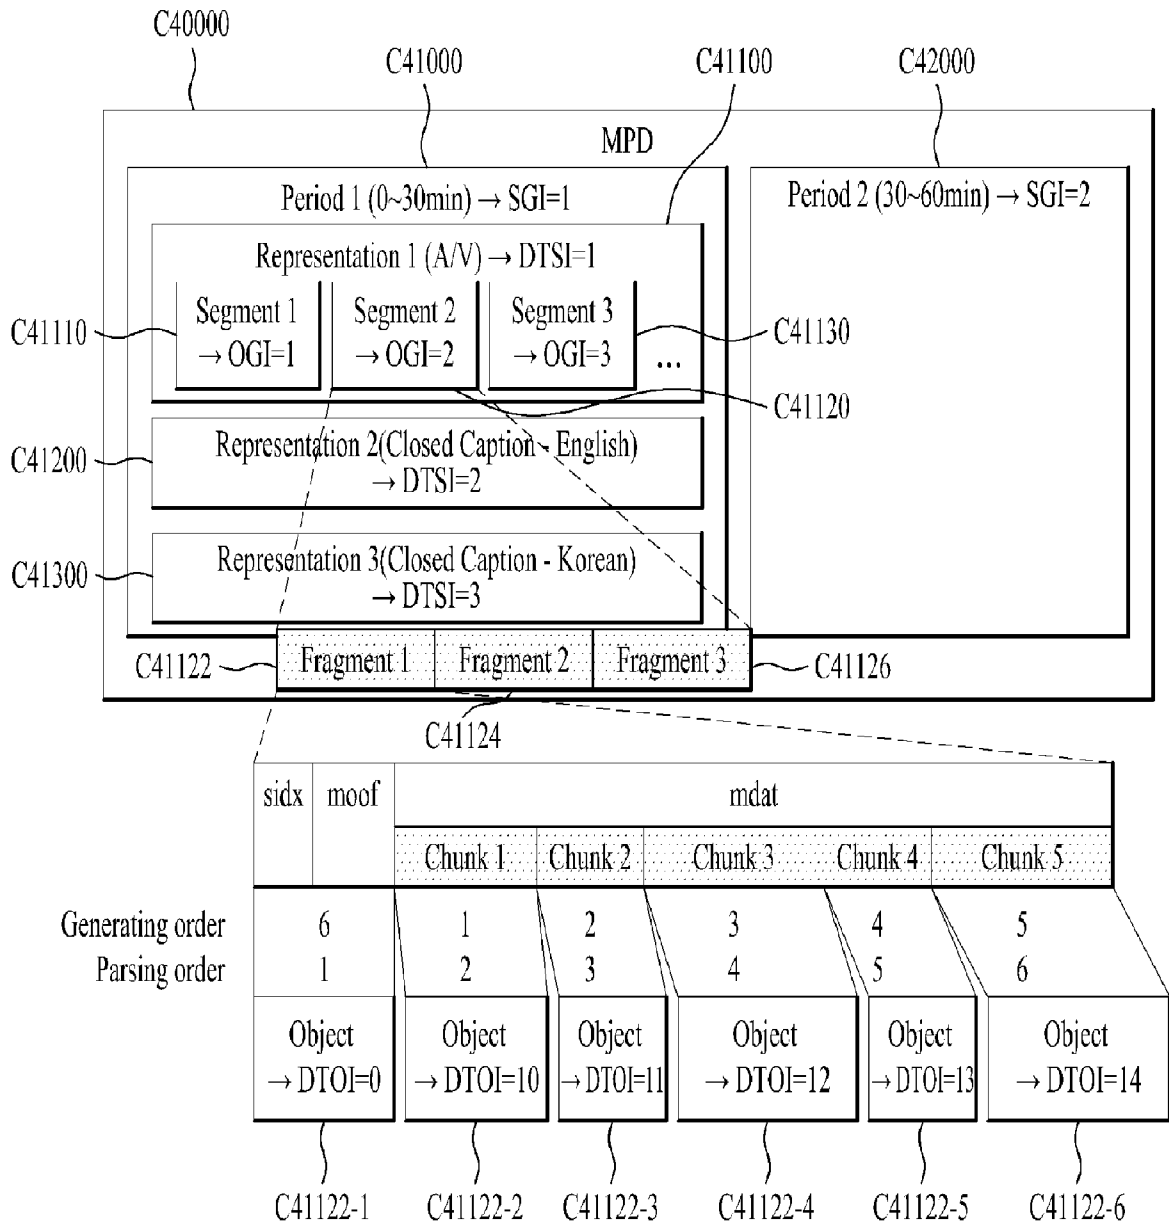 C40000
C41000
C41100
C42000
MPD
Period 1 (0~30min) → SGI=1
Period 2 (30~60min) → SGI=2
Representation 1 (A/V) → DTSI=1
Segment 1
→ OGI=1
Segment 2
→ OGI=2
Segment 3
→ OGI=3
...
C41110
C41130
C41120
C41200
Representation 2(Closed Caption - English)
→ DTSI=2
C41300
Representation 3(Closed Caption - Korean)
→ DTSI=3
C41122
Fragment 1
Fragment 2
Fragment 3
C41126
C41124
sidx
moof
mdat
Chunk 1
Chunk 2
Chunk 3
Chunk 4
Chunk 5
Generating order
6
1
2
3
4
5
Parsing order
1
2
3
4
5
6
Object
→ DTOI=0
Object
→ DTOI=10
Object
→ DTOI=11
Object
→ DTOI=12
Object
→ DTOI=13
Object
→ DTOI=14
C41122-1
C41122-2
C41122-3
C41122-4
C41122-5
C41122-6